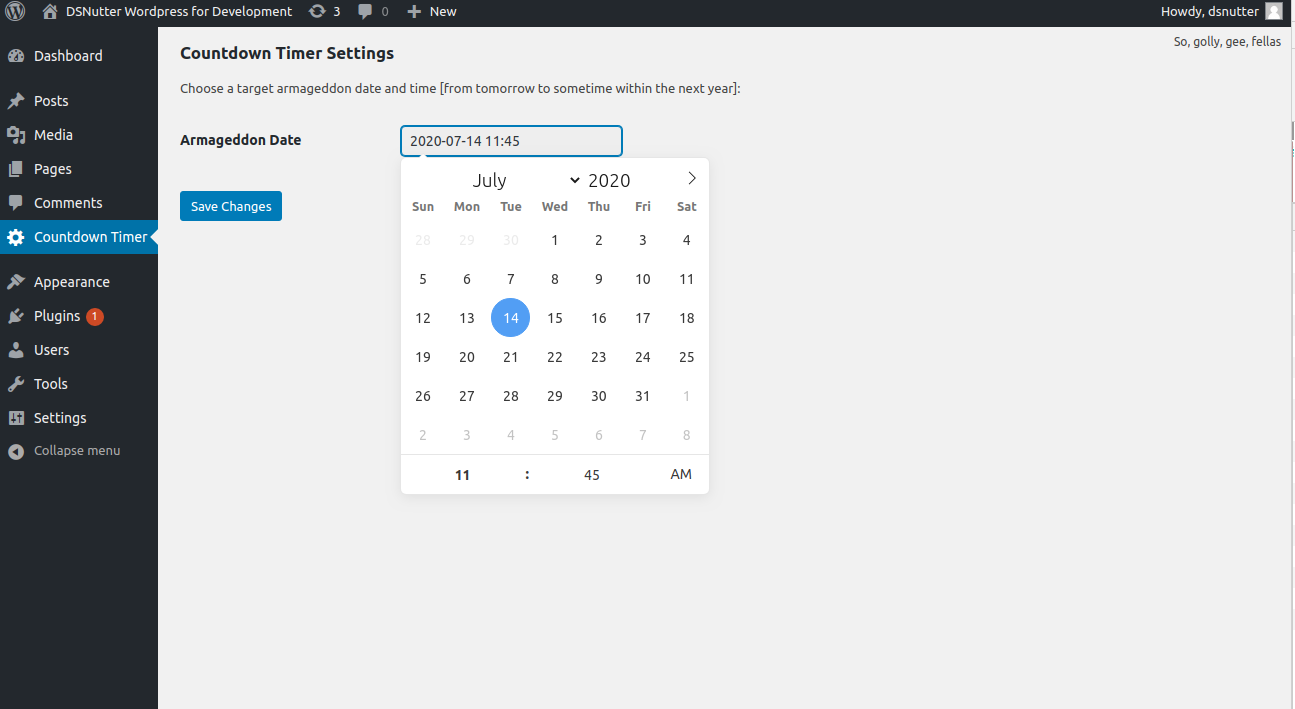 DSNutter Wordpress for Development 3 0 New Howdy, dsnutter
So, golly, gee, fellas
Dashboard
Posts
Media
Pages
Comments
Countdown Timer
Appearance
Plugins 1
Users
Tools
Settings
Collapse menu
Countdown Timer Settings
Choose a target armageddon date and time [from tomorrow to sometime within the next year]:
Armageddon Date 2020-07-14 11:45
July 2020
Sun Mon Tue Wed Thu Fri Sat
28 29 30 1 2 3 4
5 6 7 8 9 10 11
12 13 14 15 16 17 18
19 20 21 22 23 24 25
26 27 28 29 30 31 1
2 3 4 5 6 7 8
11 : 45 AM
Save Changes